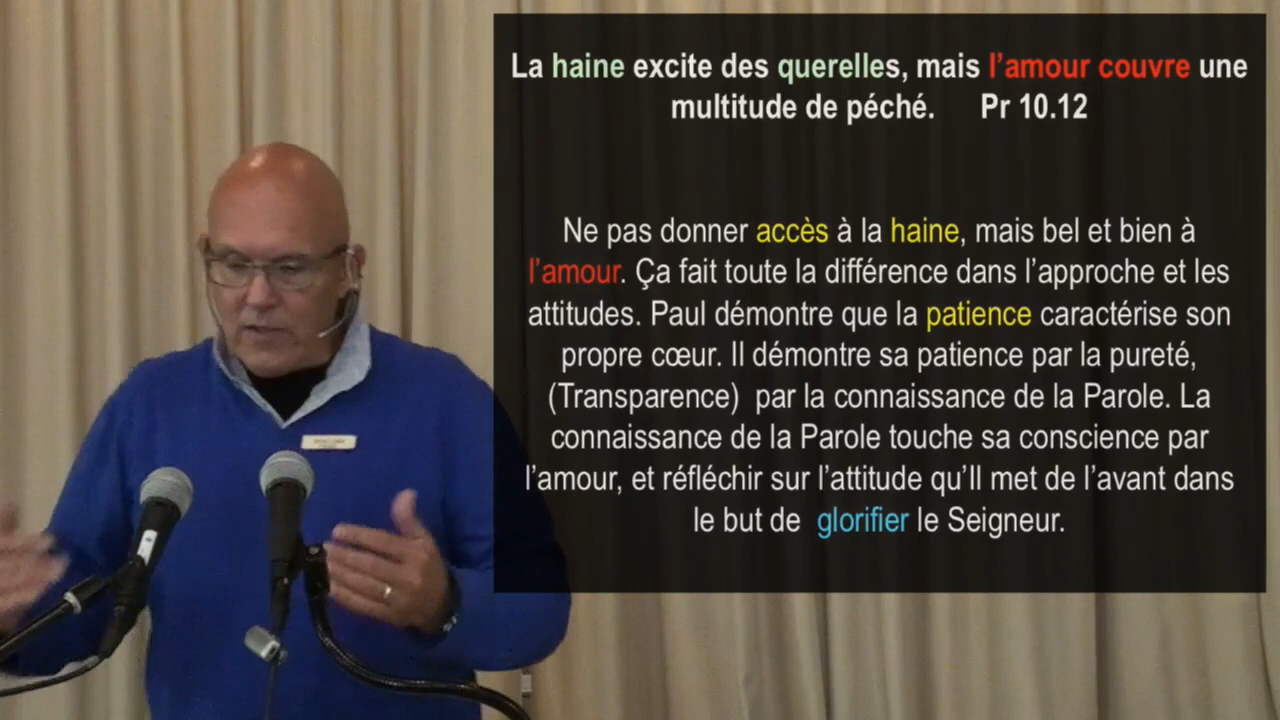 La haine excite des querelles, mais l’amour couvre une
multitude de péché. Pr 10.12
Ne pas donner accès à la haine, mais bel et bien à
l’amour. Ça fait toute la différence dans l’approche et les
attitudes. Paul démontre que la patience caractérise son
propre cœur. Il démontre sa patience par la pureté,
(Transparence) par la connaissance de la Parole. La
connaissance de la Parole touche sa conscience par
l’amour, et réfléchir sur l’attitude qu’Il met de l’avant dans
le but de glorifier le Seigneur.